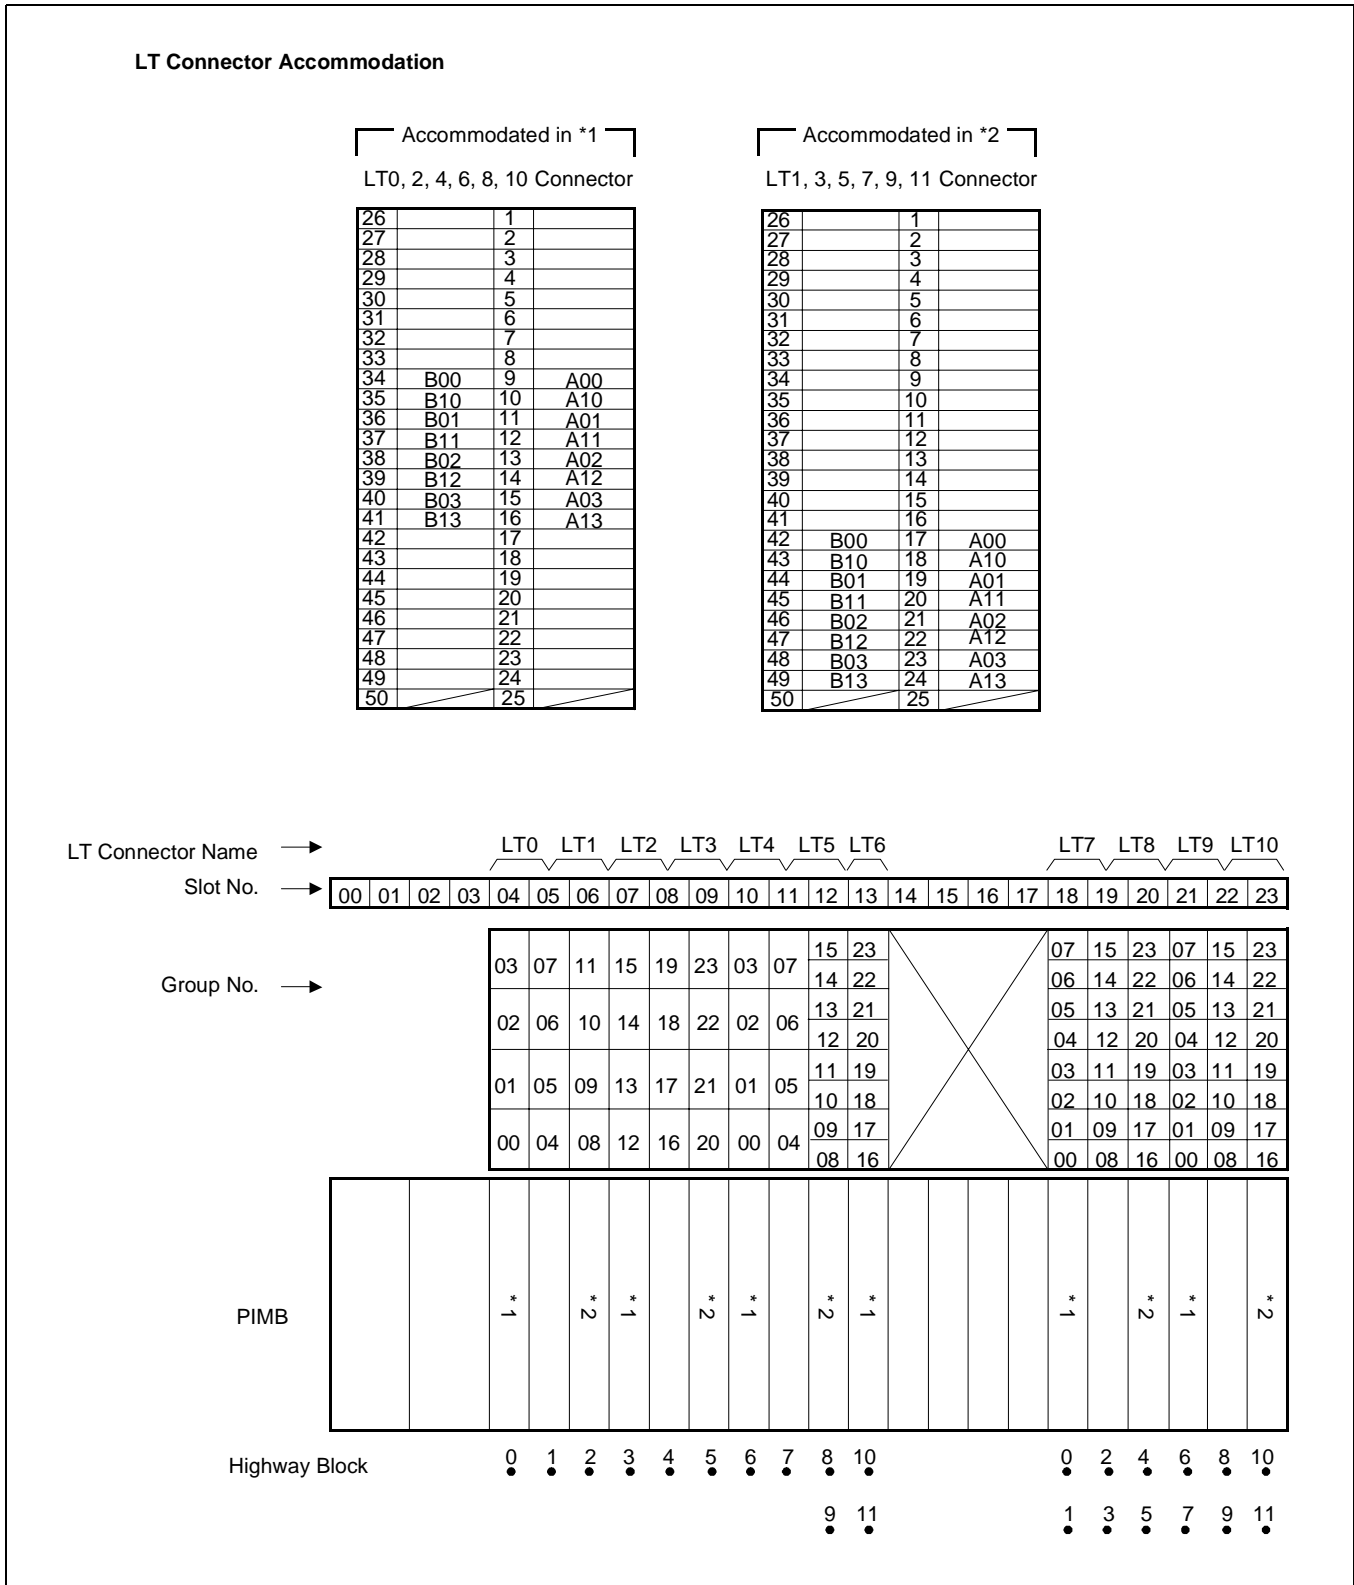 LT Connector Accommodation
Accommodated in *1
Accommodated in *2
LT0, 2, 4, 6, 8, 10 Connector
LT1, 3, 5, 7, 9, 11 Connector
26 1
27 2
28 3
29 4
30 5
31 6
32 7
33 8
34 B00 9 A00
35 B10 10 A10
36 B01 11 A01
37 B11 12 A11
38 B02 13 A02
39 B12 14 A12
40 B03 15 A03
41 B13 16 A13
42 17
43 18
44 19
45 20
46 21
47 22
48 23
49 24
50 25
26 1
27 2
28 3
29 4
30 5
31 6
32 7
33 8
34 9
35 10
36 11
37 12
38 13
39 14
40 15
41 16
42 B00 17 A00
43 B10 18 A10
44 B01 19 A01
45 B11 20 A11
46 B02 21 A02
47 B12 22 A12
48 B03 23 A03
49 B13 24 A13
50 25
LT Connector Name LT0 LT1 LT2 LT3 LT4 LT5 LT6 LT7 LT8 LT9 LT10
Slot No. 00 01 02 03 04 05 06 07 08 09 10 11 12 13 14 15 16 17 18 19 20 21 22 23
Group No.
03 07 11 15 19 23 03 07
02 06 10 14 18 22 02 06
01 05 09 13 17 21 01 05
00 04 08 12 16 20 00 04
15 23
14 22
13 21
12 20
11 19
10 18
09 17
08 16
07 15 23 07 15 23
06 14 22 06 14 22
05 13 21 05 13 21
04 12 20 04 12 20
03 11 19 03 11 19
02 10 18 02 10 18
01 09 17 01 09 17
00 08 16 00 08 16
PIMB *1 *2 *1 *2 *1 *2 *1 *1 *2 *1 *2
Highway Block 0 1 2 3 4 5 6 7 8 10 0 2 4 6 8 10
9 11 1 3 5 7 9 11